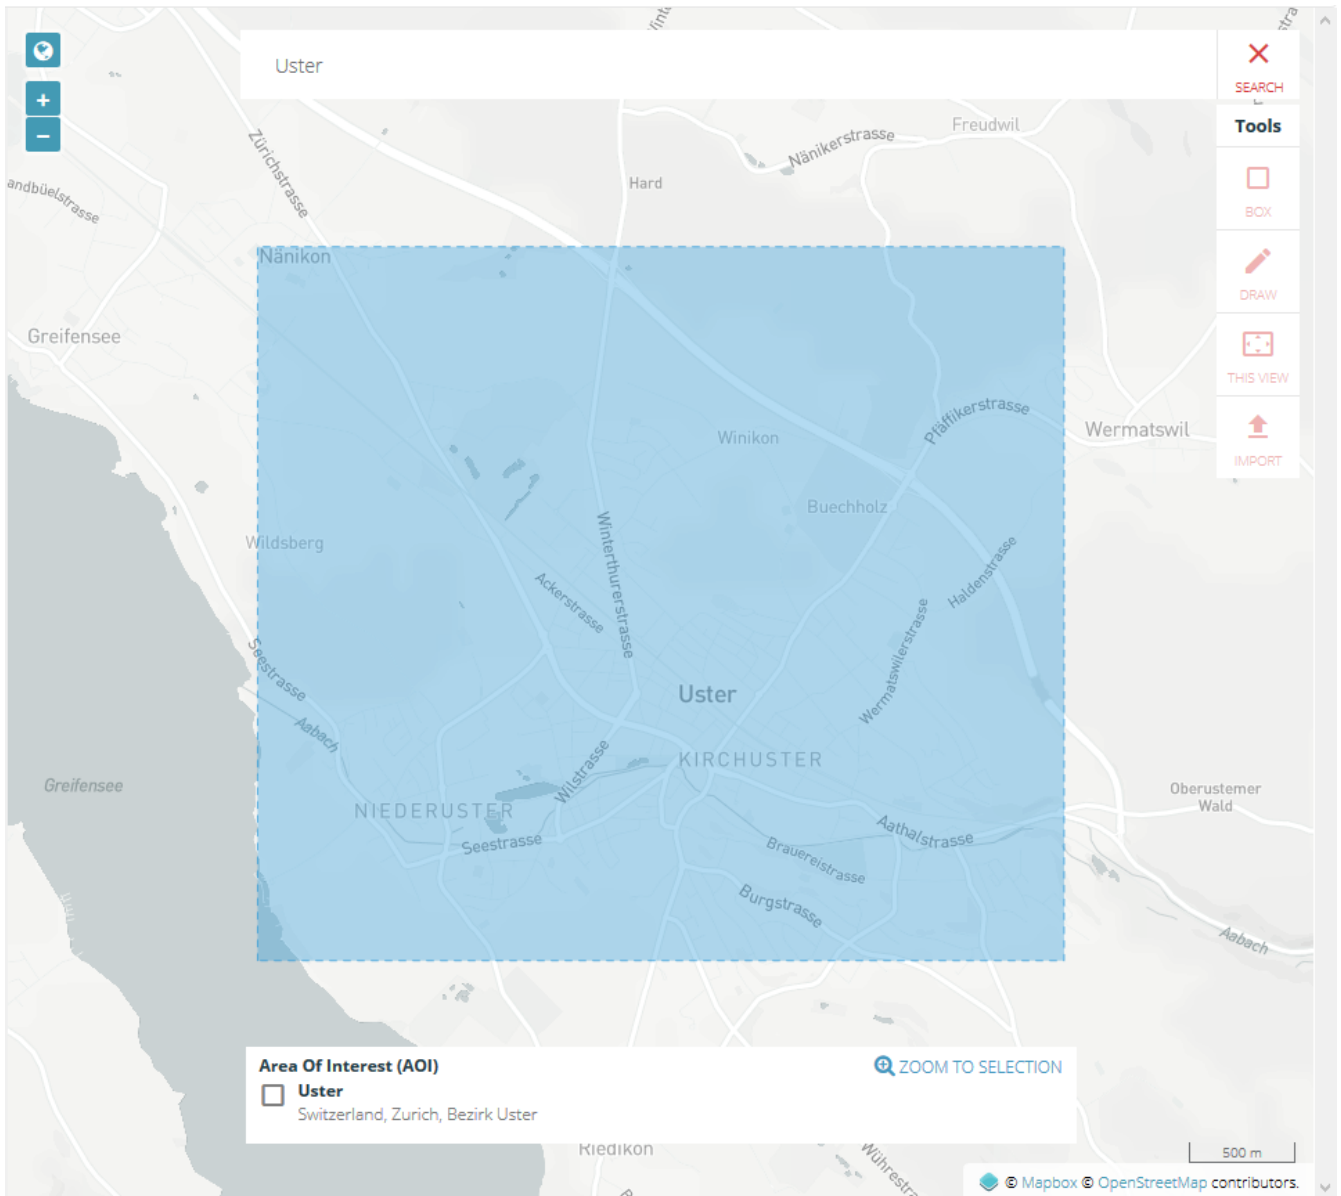 Uster
SEARCH
Tools
BOX
DRAW
THIS VIEW
IMPORT
Freudwil
Nänikerstrasse
Zürichstrasse
Hard
andbüelstrasse
Nänikon
Greifensee
Pfäffikerstrasse
Wermatswil
Winikon
Buechholz
Winterthurerstrasse
Wildsberg
Ackerstrasse
Haldenstrasse
Wermatswilerstrasse
Seestrasse
Uster
Aabach
KIRCHUSTER
Wilstrasse
Greifensee
Oberustemer
Wald
NIEDERUSTER
Seestrasse
Aathalstrasse
Brauereistrasse
Burgstrasse
Aabach
Area Of Interest (AOI)
ZOOM TO SELECTION
Uster
Switzerland, Zurich, Bezirk Uster
Riedikon
500 m
© Mapbox © OpenStreetMap contributors.